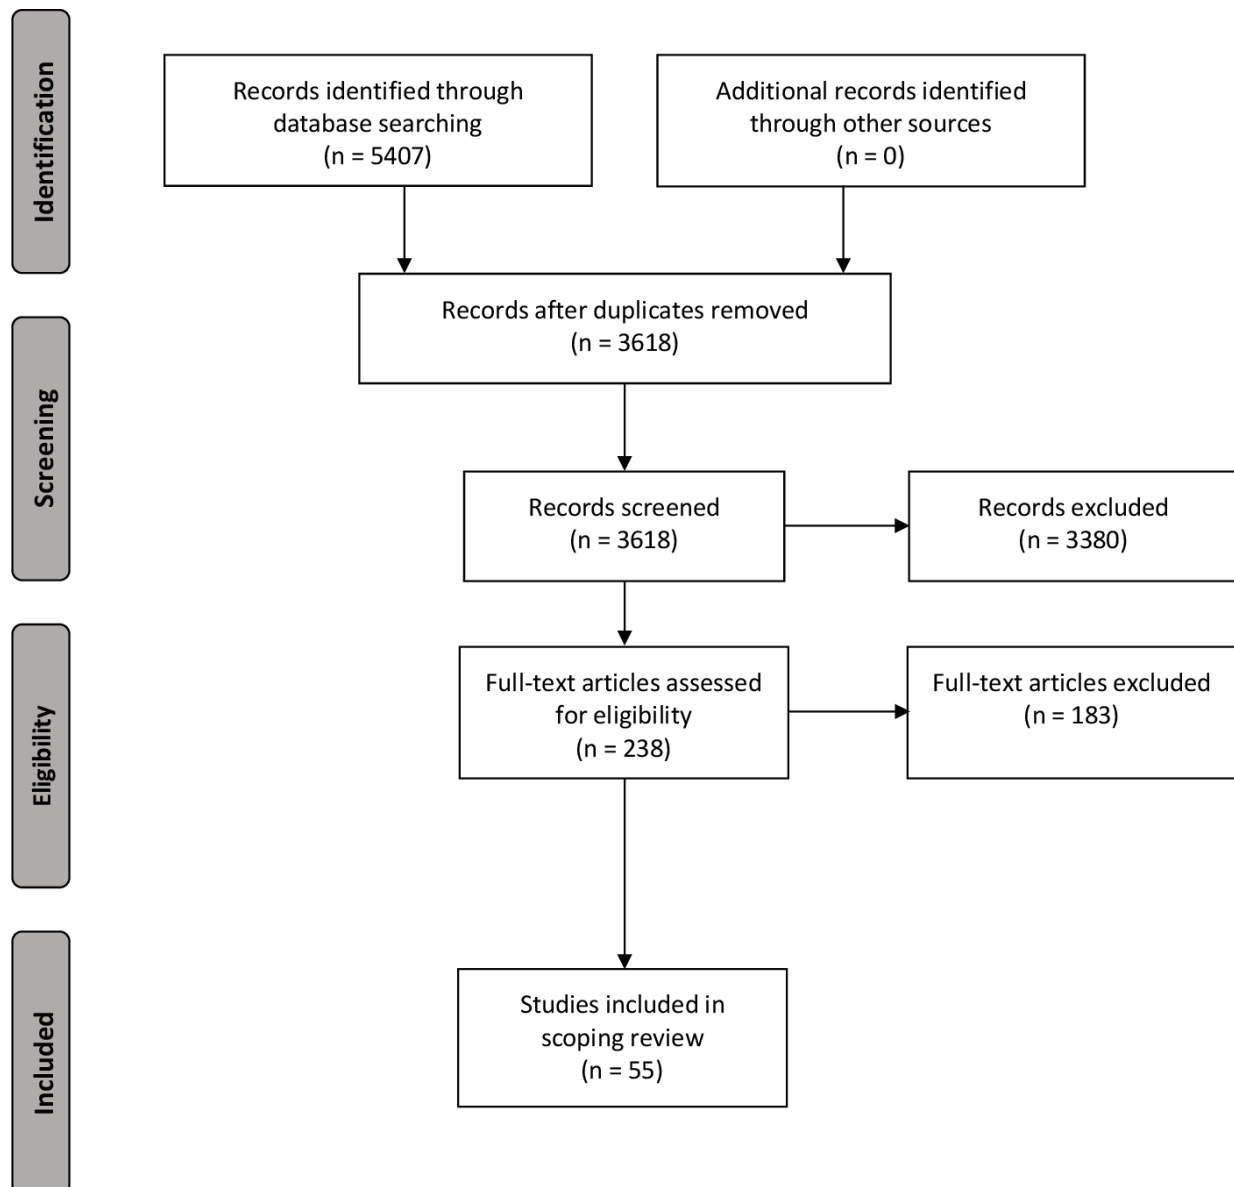 Identification
Records identified through
database searching
(n = 5407)
Additional records identified
through other sources
(n = 0)
Records after duplicates removed
(n = 3618)
Screening
Records screened
(n = 3618)
Records excluded
(n = 3380)
Eligibility
Full-text articles assessed
for eligibility
(n = 238)
Full-text articles excluded
(n = 183)
Included
Studies included in
scoping review
(n = 55)